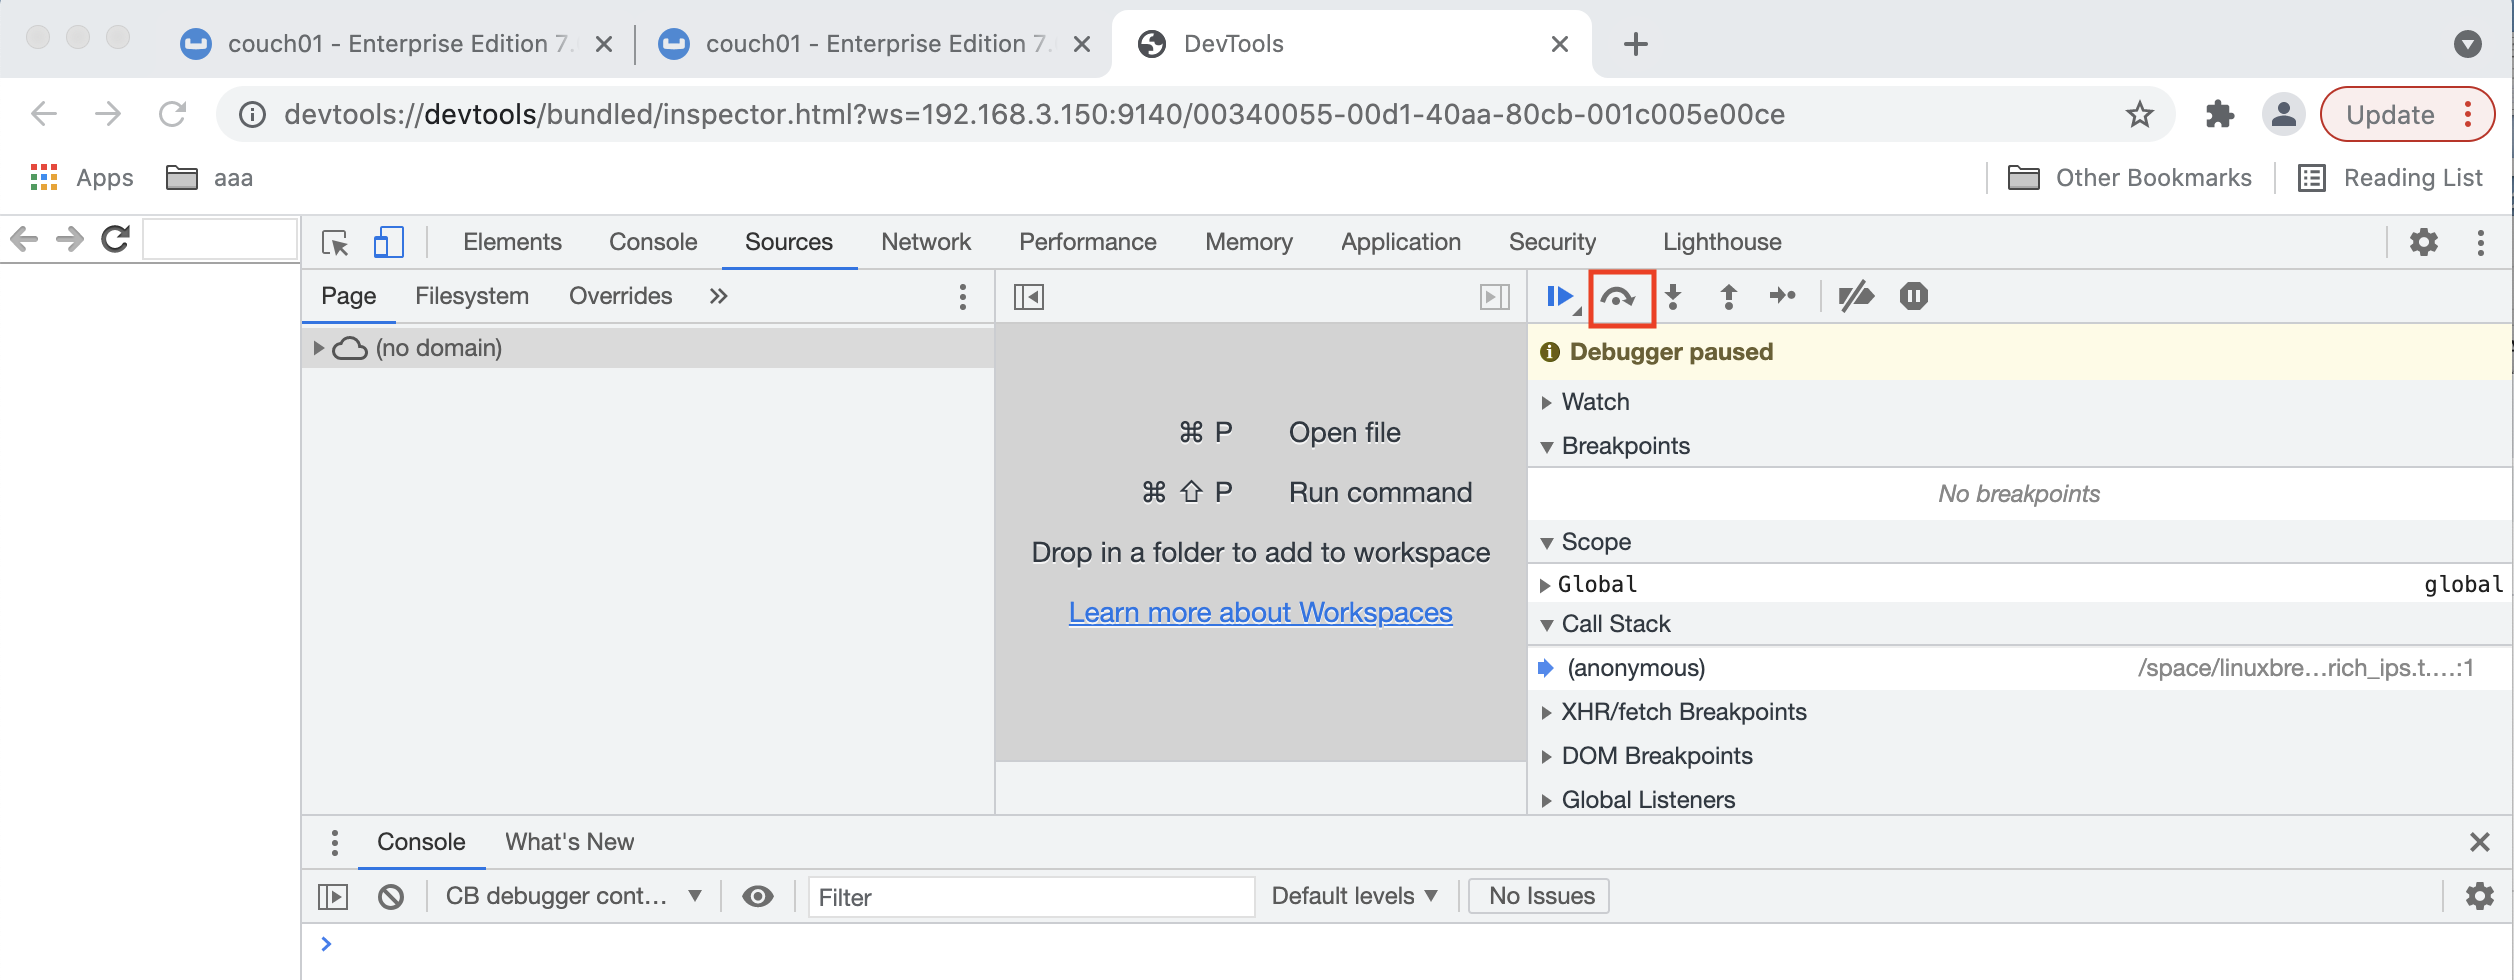 couch01 - Enterprise Edition 7.
couch01 - Enterprise Edition 7.
DevTools
devtools://devtools/bundled/inspector.html?ws=192.168.3.150:9140/00340055-00d1-40aa-80cb-001c005e00ce
Update
Apps
aaa
Other Bookmarks
Reading List
Elements
Console
Sources
Network
Performance
Memory
Application
Security
Lighthouse
Page
Filesystem
Overrides
(no domain)
⌘ P Open file
⌘ ⇧ P Run command
Drop in a folder to add to workspace
Learn more about Workspaces
Debugger paused
Watch
Breakpoints
No breakpoints
Scope
Global global
Call Stack
(anonymous) /space/linuxbre…rich_ips.t.…:1
XHR/fetch Breakpoints
DOM Breakpoints
Global Listeners
Console
What's New
CB debugger cont…
Filter
Default levels
No Issues